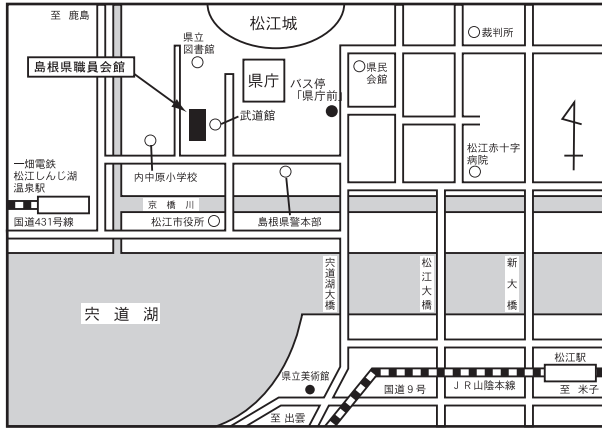 至 鹿島
松江城
裁判所
県立
図書館
島根県職員会館
県庁
バス停
「県庁前」
県民
会館
武道館
松江赤十字
病院
一畑電鉄
松江しんじ湖
温泉駅
内中原小学校
京橋川
国道431号線
松江市役所
島根県警本部
宍道湖大橋
松江大橋
新大橋
宍道湖
松江駅
県立美術館
国道9号
JR山陰本線
至 米子
至 出雲